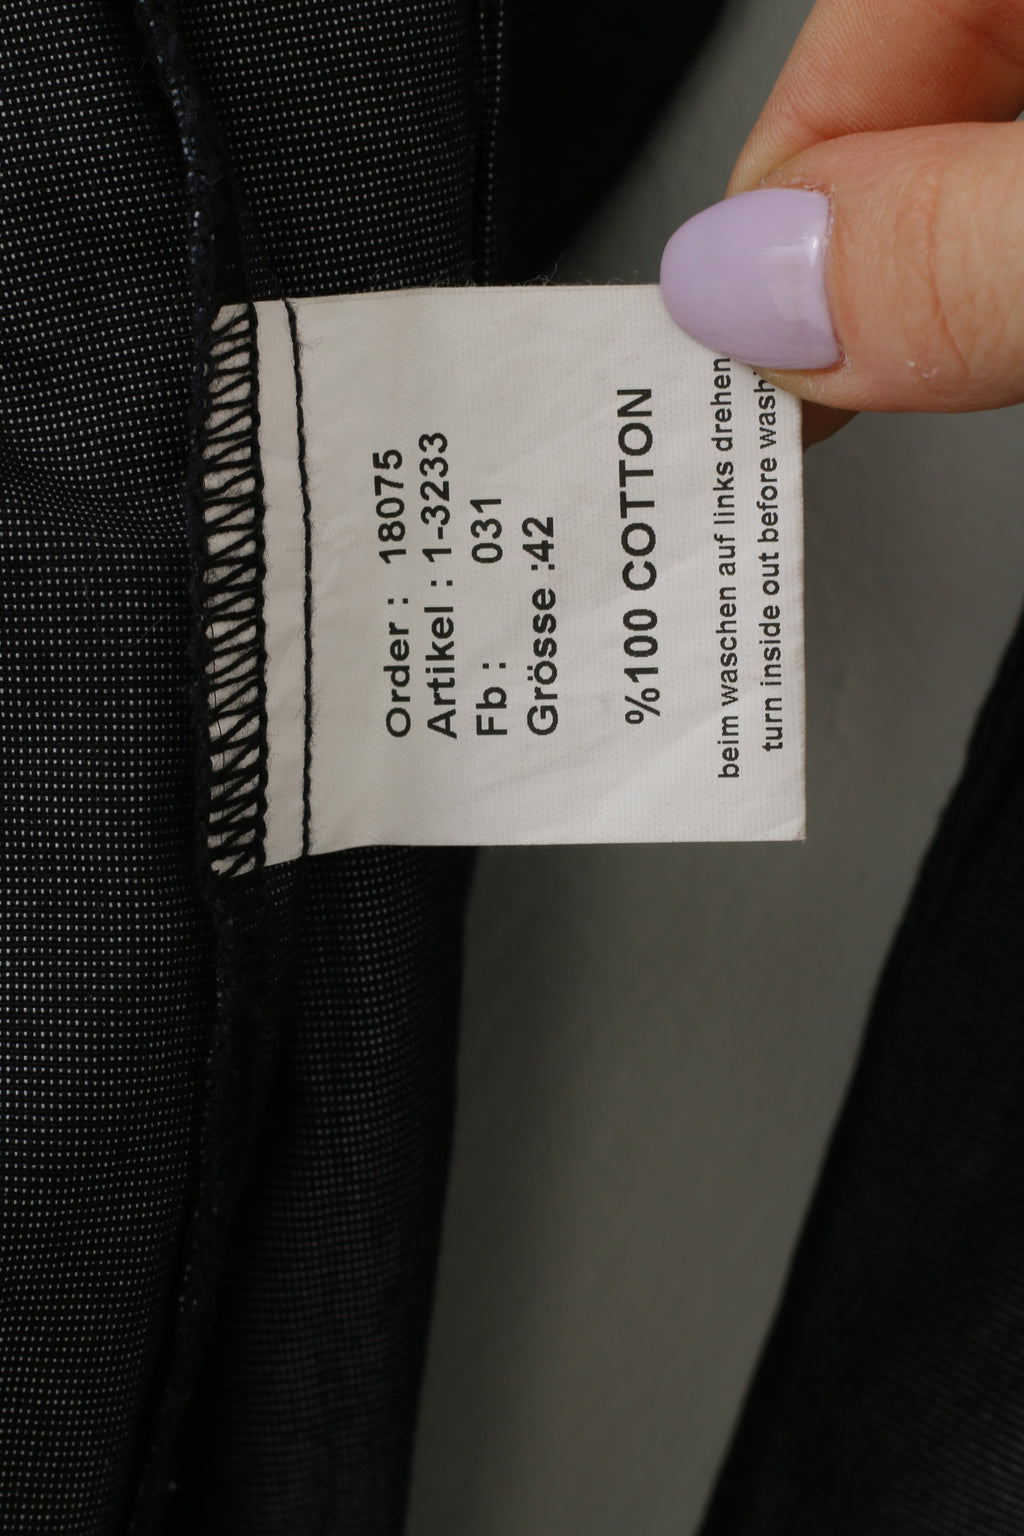 Order : 18075
Artikel : 1-3233
Fb : 031
Grösse :42
%100 COTTON
beim waschen auf links drehen
turn inside out before